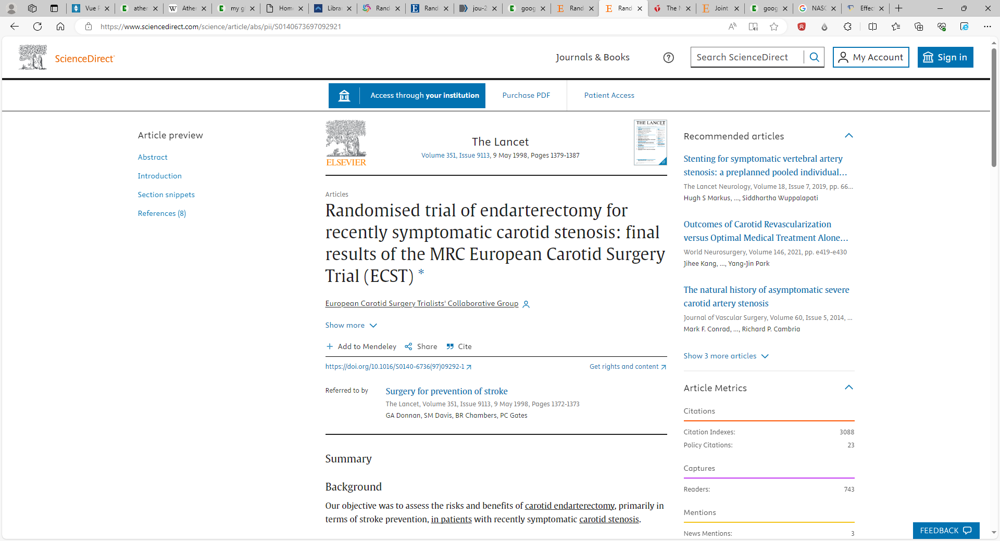 Vue P
ather
Ather
my g
Home
Librar
Rand
Rand
jou-2
goog
Rand
Rand
The N
Joint
goog
NASC
Effec
https://www.sciencedirect.com/science/article/abs/pii/S0140673697092921
ScienceDirect
Journals & Books
Search ScienceDirect
My Account
Sign in
Access through your institution
Purchase PDF
Patient Access
Article preview
Abstract
Introduction
Section snippets
References (8)
ELSEVIER
The Lancet
Volume 351, Issue 9113, 9 May 1998, Pages 1379-1387
THE LANCET
Articles
Randomised trial of endarterectomy for
recently symptomatic carotid stenosis: final
results of the MRC European Carotid Surgery
Trial (ECST) *
European Carotid Surgery Trialists' Collaborative Group
Show more
Add to Mendeley
Share
Cite
https://doi.org/10.1016/S0140-6736(97)09292-1
Get rights and content
Referred to by
Surgery for prevention of stroke
The Lancet, Volume 351, Issue 9113, 9 May 1998, Pages 1372-1373
GA Donnan, SM Davis, BR Chambers, PC Gates
Summary
Background
Our objective was to assess the risks and benefits of carotid endarterectomy, primarily in
terms of stroke prevention, in patients with recently symptomatic carotid stenosis.
Recommended articles
Stenting for symptomatic vertebral artery
stenosis: a preplanned pooled individual…
The Lancet Neurology, Volume 18, Issue 7, 2019, pp. 66…
Hugh S Markus, …, Siddhartha Wuppalapati
Outcomes of Carotid Revascularization
versus Optimal Medical Treatment Alone…
World Neurosurgery, Volume 146, 2021, pp. e419-e430
Jihee Kang, …, Yang-Jin Park
The natural history of asymptomatic severe
carotid artery stenosis
Journal of Vascular Surgery, Volume 60, Issue 5, 2014, …
Mark F. Conrad, …, Richard P. Cambria
Show 3 more articles
Article Metrics
Citations
Citation Indexes: 3088
Policy Citations: 23
Captures
Readers: 743
Mentions
News Mentions: 3
FEEDBACK